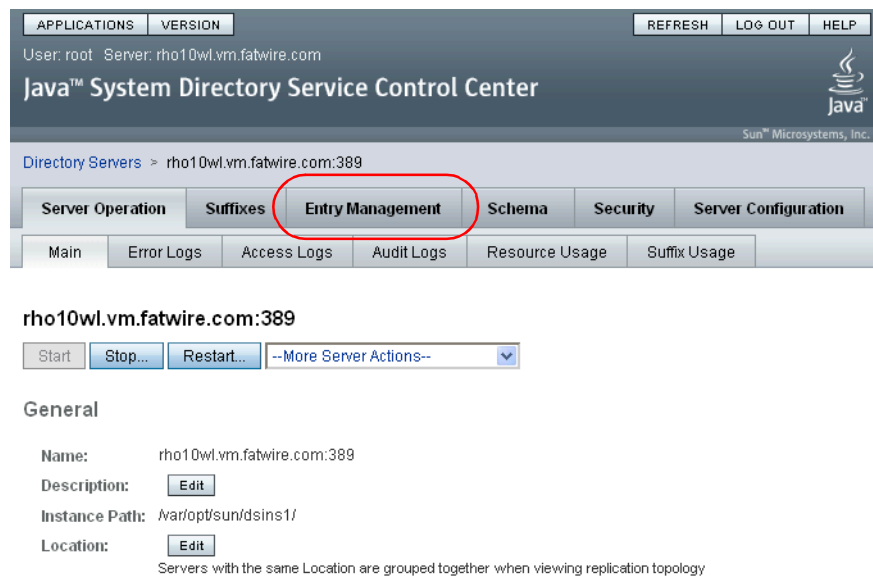 APPLICATIONS VERSION REFRESH LOG OUT HELP
User: root Server: rho10wl.vm.fatwire.com
Java™ System Directory Service Control Center
Java™
Sun™ Microsystems, Inc.
Directory Servers > rho10wl.vm.fatwire.com:389
Server Operation Suffixes Entry Management Schema Security Server Configuration
Main Error Logs Access Logs Audit Logs Resource Usage Suffix Usage
rho10wl.vm.fatwire.com:389
Start Stop... Restart... --More Server Actions--
General
Name: rho10wl.vm.fatwire.com:389
Description: Edit
Instance Path: /var/opt/sun/dsins1/
Location: Edit
Servers with the same Location are grouped together when viewing replication topology